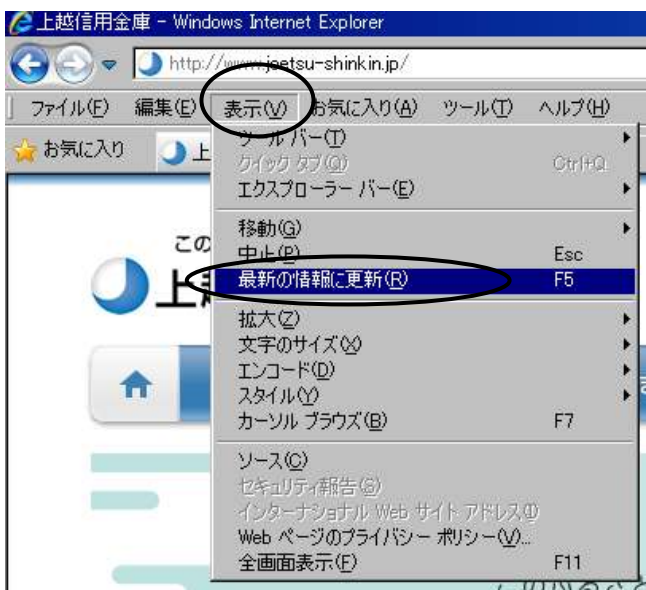 上越信用金庫 - Windows Internet Explorer
http://www.joetsu-shinkin.jp/
ファイル(F) 編集(E) 表示(V) お気に入り(A) ツール(T) ヘルプ(H)
お気に入り 上
ツール バー(T)
クイック タブ(Q) Ctrl+Q
エクスプローラー バー(E)
移動(G)
中止(P) Esc
最新の情報に更新(R) F5
拡大(Z)
文字のサイズ(X)
エンコード(D)
スタイル(Y)
カーソル ブラウズ(B) F7
ソース(C)
セキュリティ報告(S)
インターナショナル Web サイト アドレス(I)
Web ページのプライバシー ポリシー(V)...
全画面表示(F) F11
この
上越